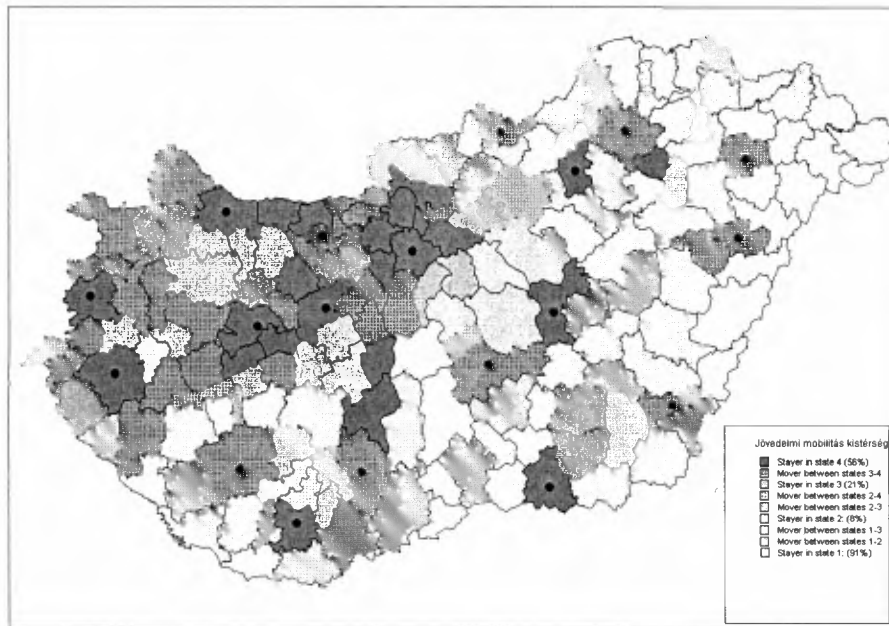 Jövedelmi mobilitás kistérség
Stayer in state 4 (56%)
Mover between states 3-4
Stayer in state 3 (21%)
Mover between states 2-4
Mover between states 2-3
Stayer in state 2: (8%)
Mover between states 1-3
Mover between states 1-2
Stayer in state 1: (91%)